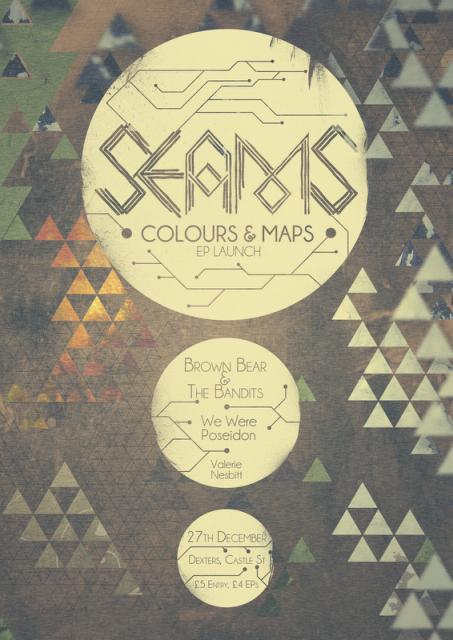 SEAMS
COLOURS & MAPS
EP LAUNCH
BROWN BEAR
&
THE BANDITS
We Were
Poseidon
Valerie
Nesbitt
27TH DECEMBER
DEXTERS, CASTLE ST
£5 ENTRY, £4 EPS